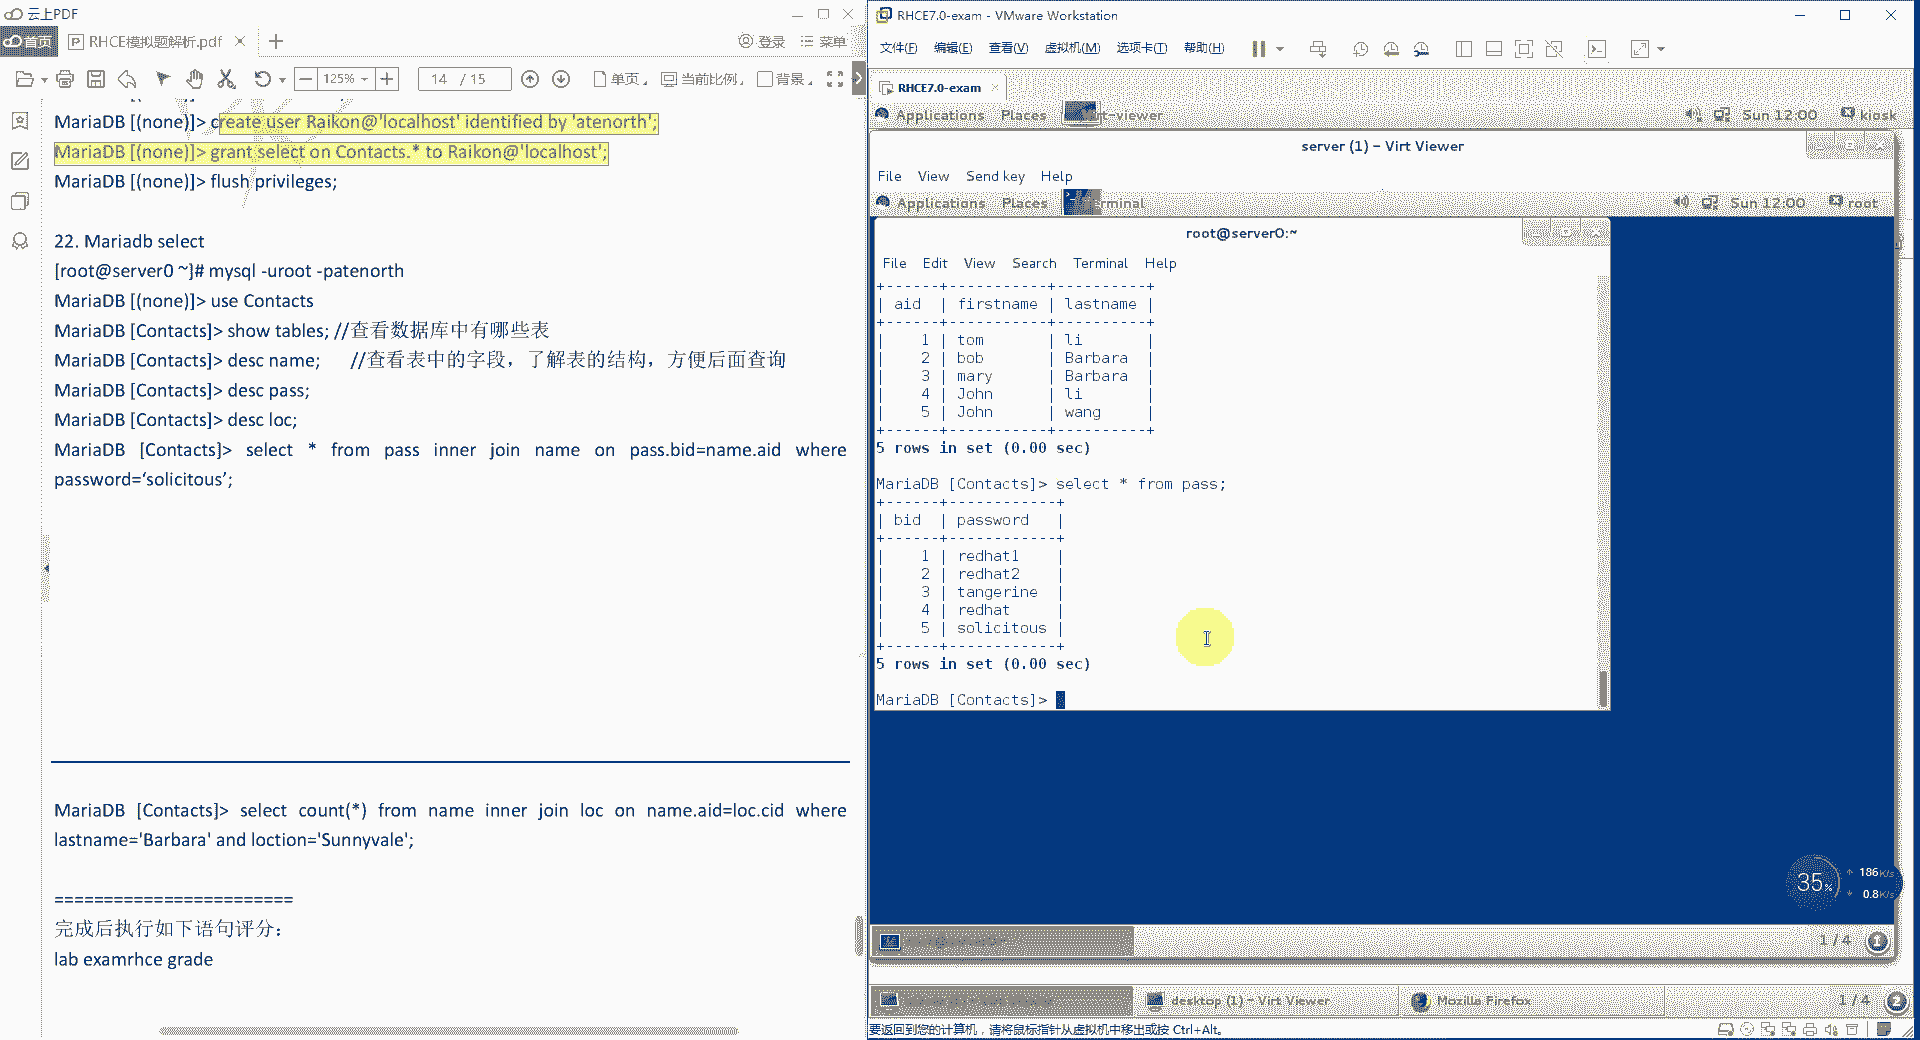 云上PDF
首页
RHCE模拟题解析.pdf
登录
菜单
125%
14 / 15
单页
当前比例
背景
MariaDB [(none)]> create user Raikon@'localhost' identified by 'atenorth';
MariaDB [(none)]> grant select on Contacts.* to Raikon@'localhost';
MariaDB [(none)]> flush privileges;
22. Mariadb select
[root@server0 ~]# mysql -uroot -patenorth
MariaDB [(none)]> use Contacts
MariaDB [Contacts]> show tables; //查看数据库中有哪些表
MariaDB [Contacts]> desc name; //查看表中的字段，了解表的结构，方便后面查询
MariaDB [Contacts]> desc pass;
MariaDB [Contacts]> desc loc;
MariaDB [Contacts]> select * from pass inner join name on pass.bid=name.aid where
password=‘solicitous’;
MariaDB [Contacts]> select count(*) from name inner join loc on name.aid=loc.cid where
lastname='Barbara' and loction='Sunnyvale';
========================
完成后执行如下语句评分：
lab examrhce grade
RHCE7.0-exam - VMware Workstation
文件(F) 编辑(E) 查看(V) 虚拟机(M) 选项卡(T) 帮助(H)
RHCE7.0-exam
Applications Places virt-viewer Sun 12:00 kiosk
server (1) – Virt Viewer
File View Send key Help
Applications Places Terminal Sun 12:00 root
root@server0:~
File Edit View Search Terminal Help
+------+-----------+----------+
| aid | firstname | lastname |
+------+-----------+----------+
| 1 | tom | li |
| 2 | bob | Barbara |
| 3 | mary | Barbara |
| 4 | John | li |
| 5 | John | wang |
+------+-----------+----------+
5 rows in set (0.00 sec)
MariaDB [Contacts]> select * from pass;
+------+------------+
| bid | password |
+------+------------+
| 1 | redhat1 |
| 2 | redhat2 |
| 3 | tangerine |
| 4 | redhat |
| 5 | solicitous |
+------+------------+
5 rows in set (0.00 sec)
MariaDB [Contacts]>
35%
186K/s
0.8K/s
1 / 4 1
desktop (1) – Virt Viewer
Mozilla Firefox
1 / 4 2
要返回到您的计算机，请将鼠标指针从虚拟机中移出或按 Ctrl+Alt。